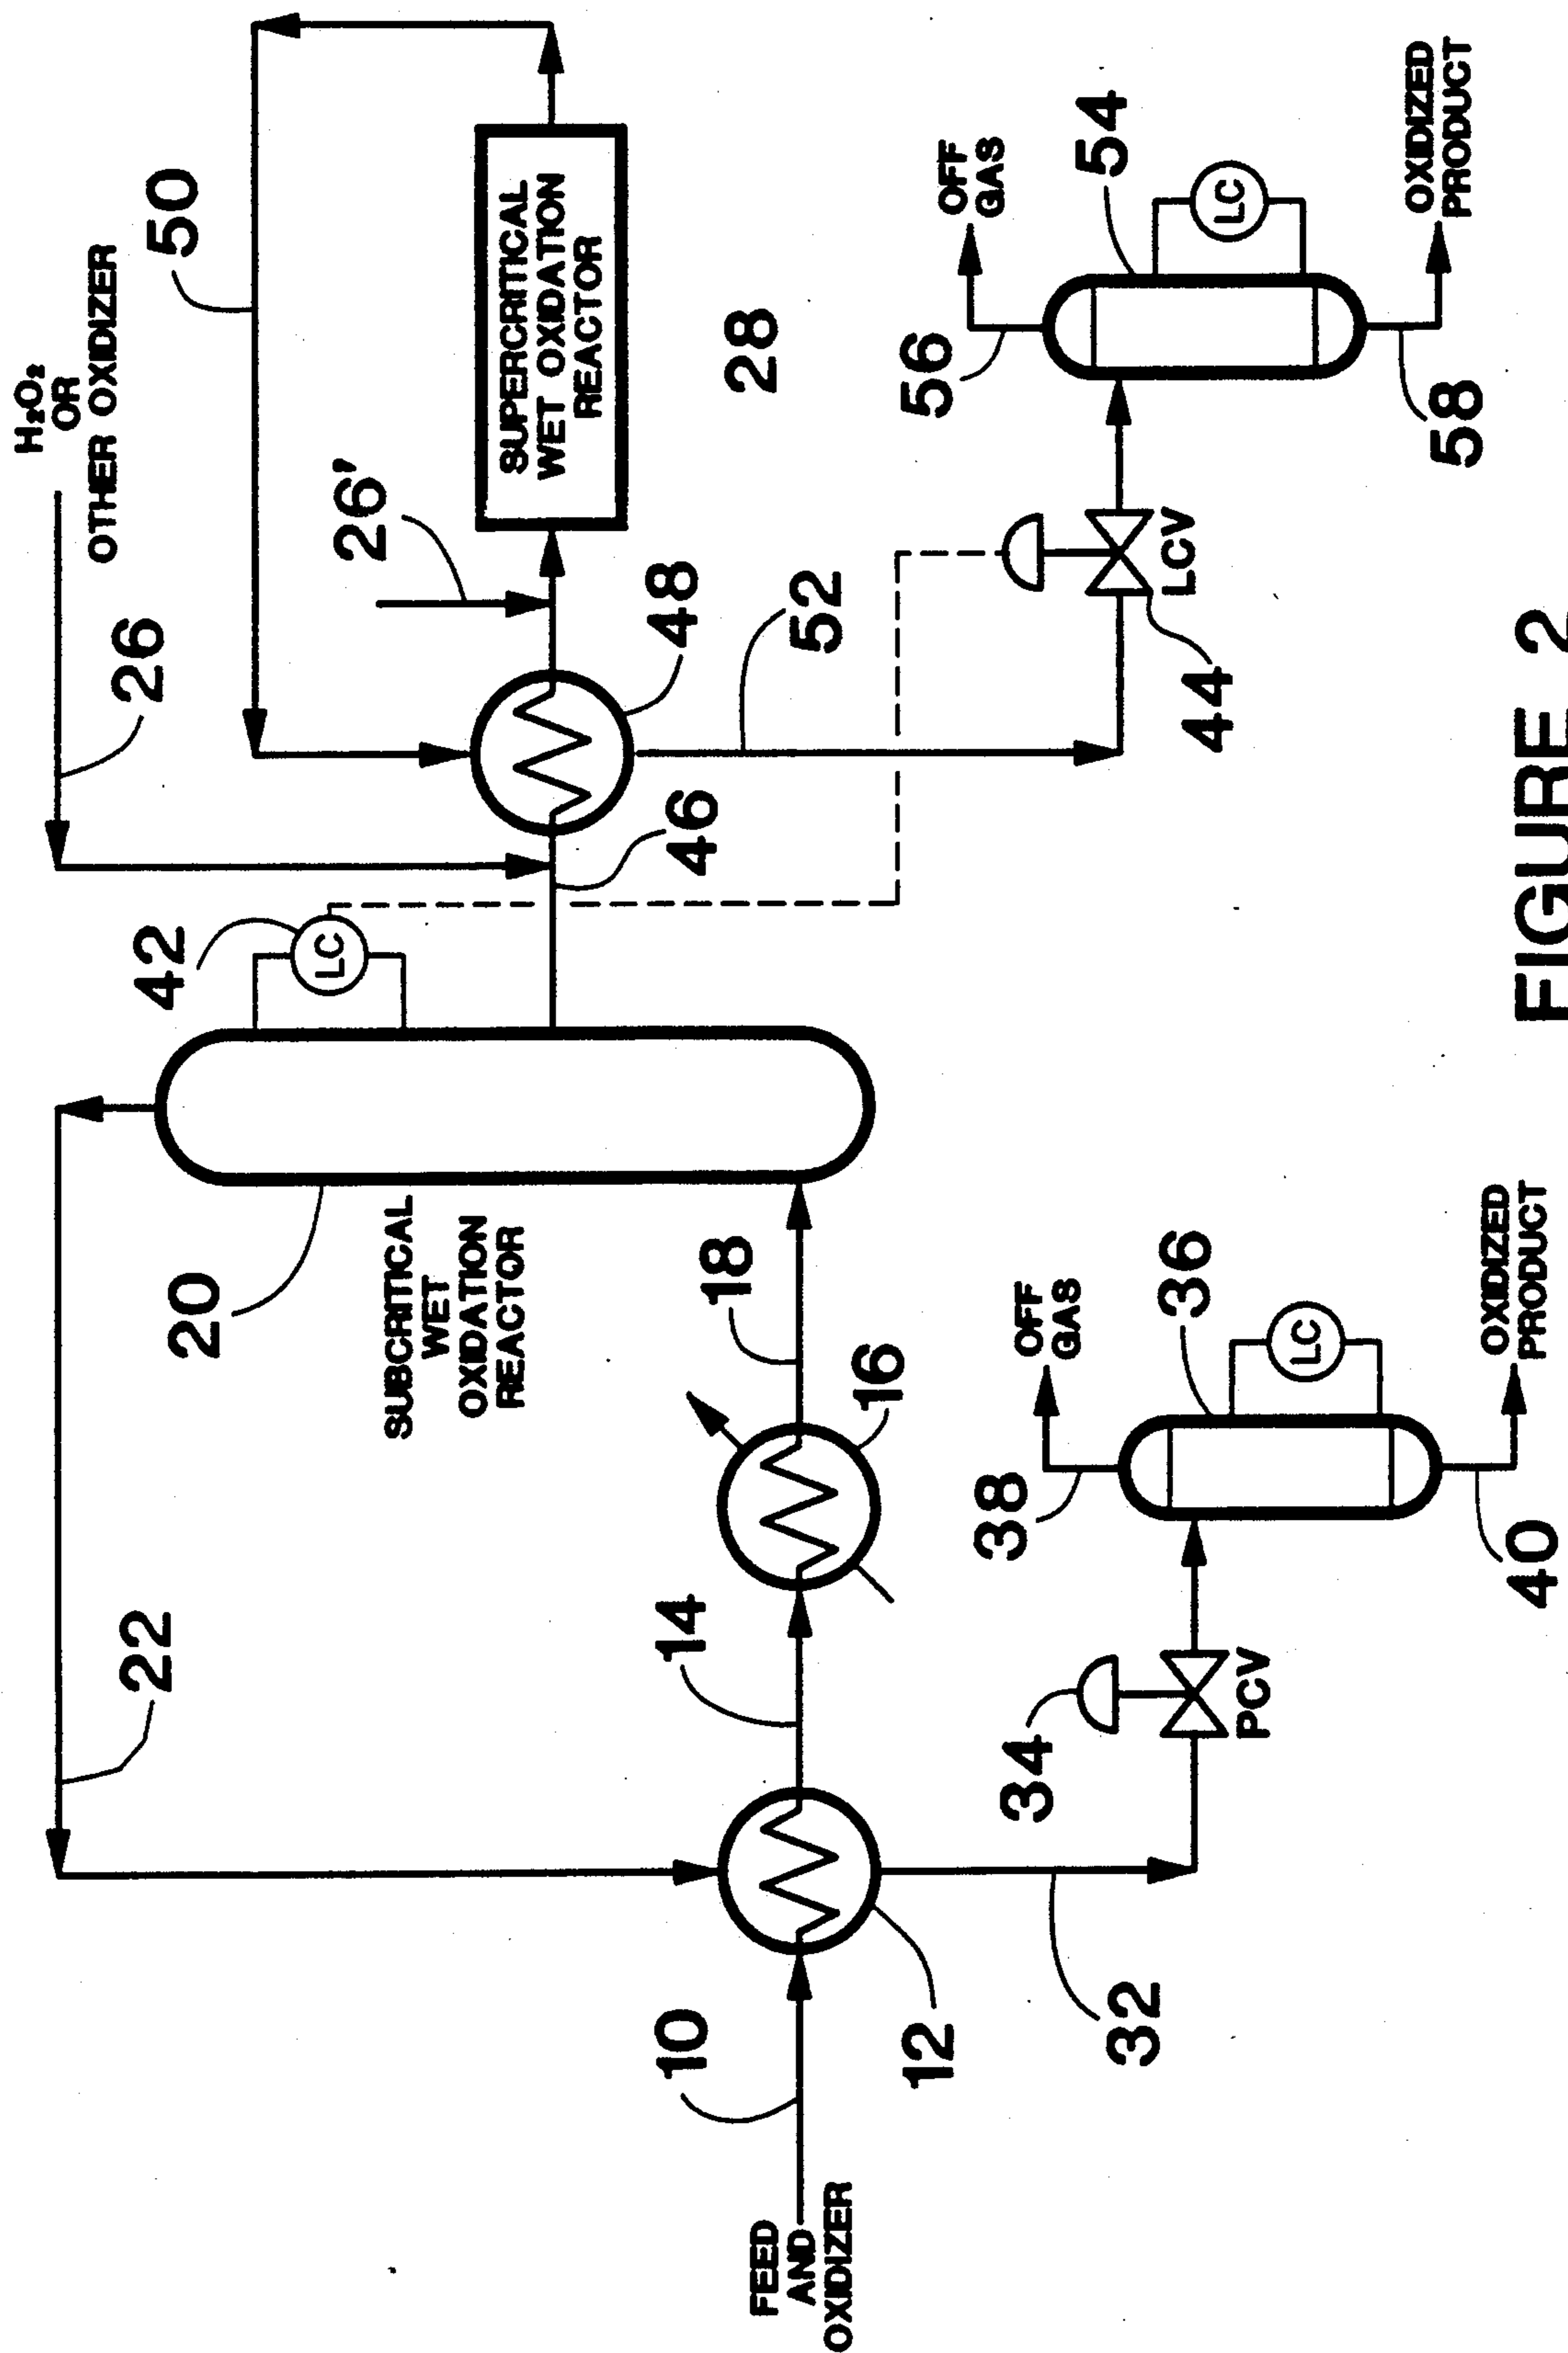 H₂O₂
OR
OTHER OXIDIZER
26
50
26'
SUPERCRITICAL
WET OXIDATION
REACTOR
28
48
46
52
42
LC
22
20
SUBCRITICAL
WET
OXIDATION
REACTOR
18
16
14
10
FEED
AND
OXIDIZER
12
32
34
PCV
38
OFF
GAS
36
LC
40
OXIDIZED
PRODUCT
44
LCV
56
OFF
GAS
54
LC
58
OXIDIZED
PRODUCT
FIGURE 2